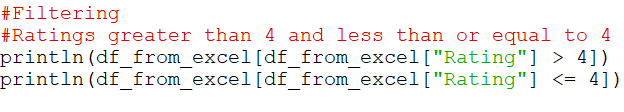 #Filtering
#Ratings greater than 4 and less than or equal to 4
println(df_from_excel[df_from_excel["Rating"] > 4])
println(df_from_excel[df_from_excel["Rating"] <= 4])